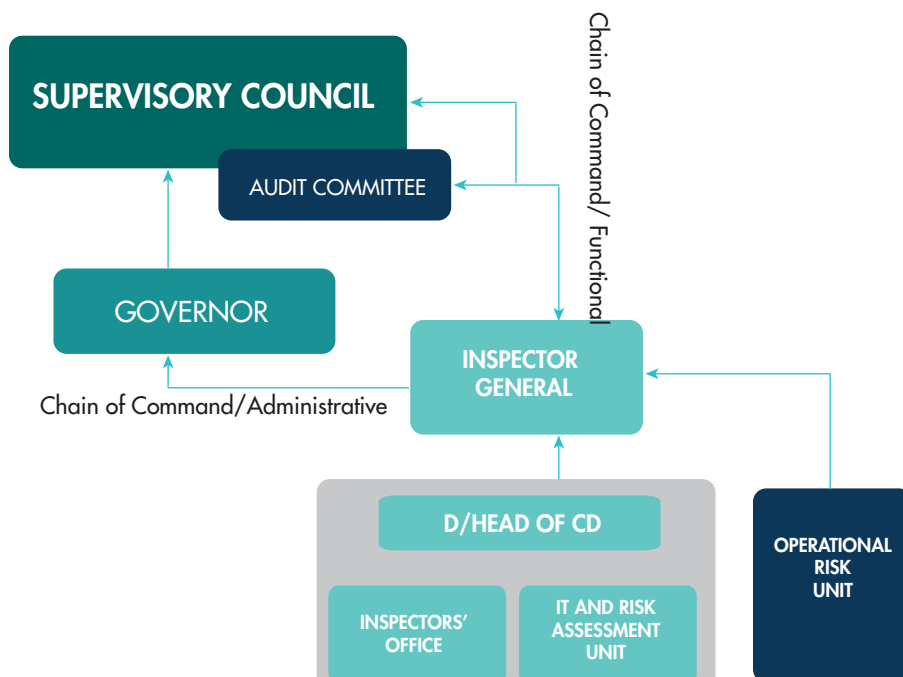 SUPERVISORY COUNCIL
AUDIT COMMITTEE
Chain of Command/ Functional
GOVERNOR
INSPECTOR
GENERAL
Chain of Command/Administrative
D/HEAD OF CD
INSPECTORS’
OFFICE
IT AND RISK
ASSESSMENT
UNIT
OPERATIONAL
RISK
UNIT